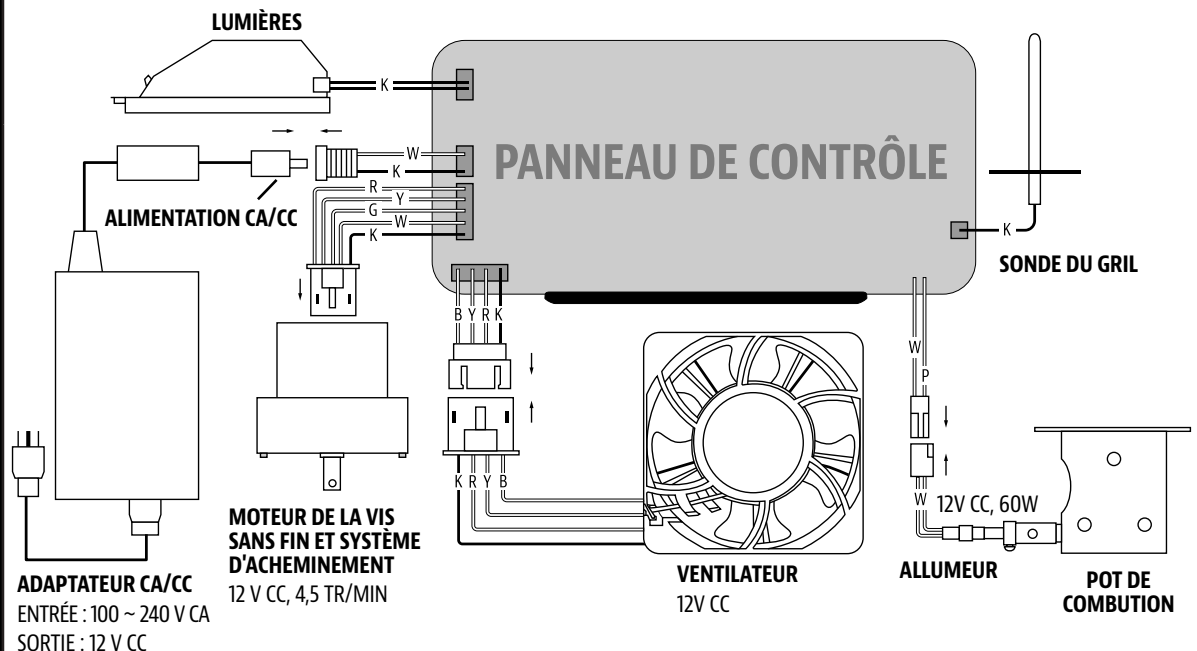 LUMIÈRES
K
PANNEAU DE CONTRÔLE
W
K
ALIMENTATION CA/CC
R
Y
G
W
K
K
SONDE DU GRIL
B Y R K
W
P
K R Y B
W
12V CC, 60W
MOTEUR DE LA VIS
SANS FIN ET SYSTÈME
D'ACHEMINEMENT
12 V CC, 4,5 TR/MIN
VENTILATEUR
12V CC
ALLUMEUR
POT DE
COMBUTION
ADAPTATEUR CA/CC
ENTRÉE : 100 ~ 240 V CA
SORTIE : 12 V CC